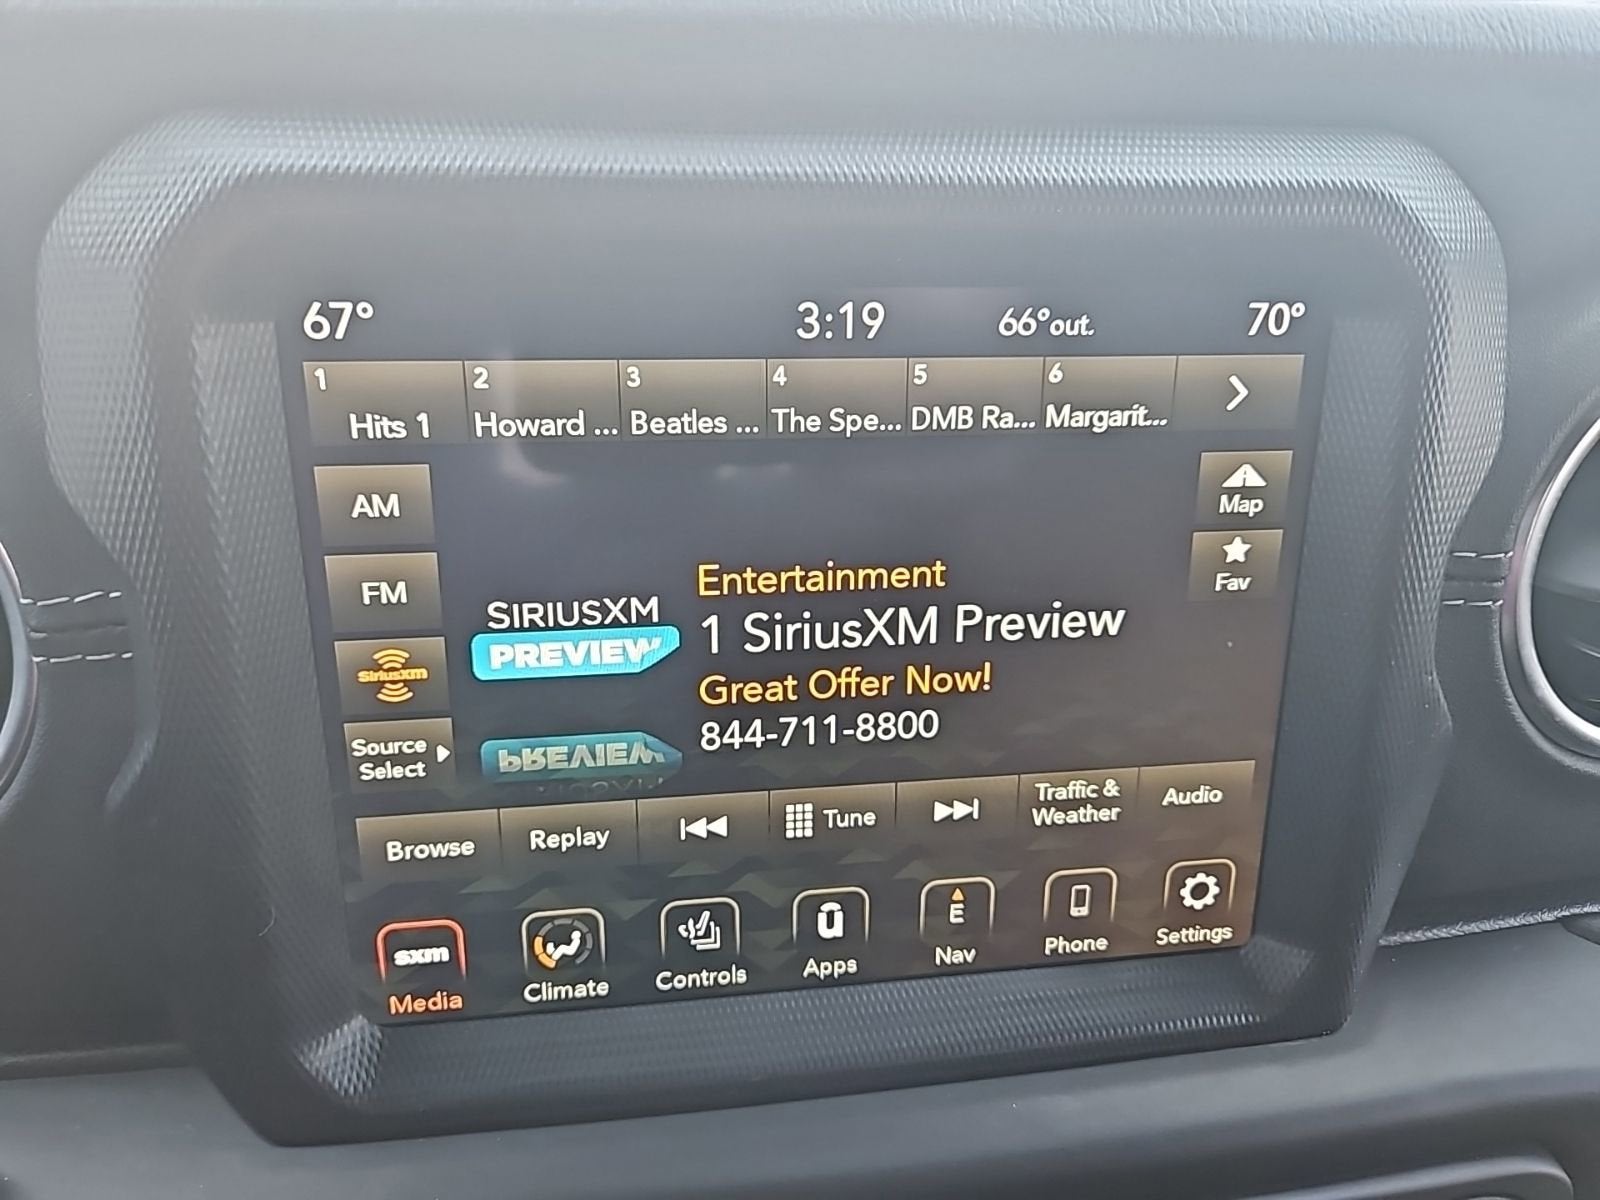 67° 3:19 66°out. 70°
1 2 3 4 5 6
Hits 1 Howard ... Beatles ... The Spe... DMB Ra... Margarit...
AM
Map
FM
Fav
SIRIUSXM
PREVIEW
Entertainment
1 SiriusXM Preview
Great Offer Now!
844-711-8800
SiriusXM
Source
Select
Browse
Replay
Tune
Traffic &
Weather
Audio
sxm
Media
Climate
Controls
ū
Apps
E
Nav
Phone
Settings